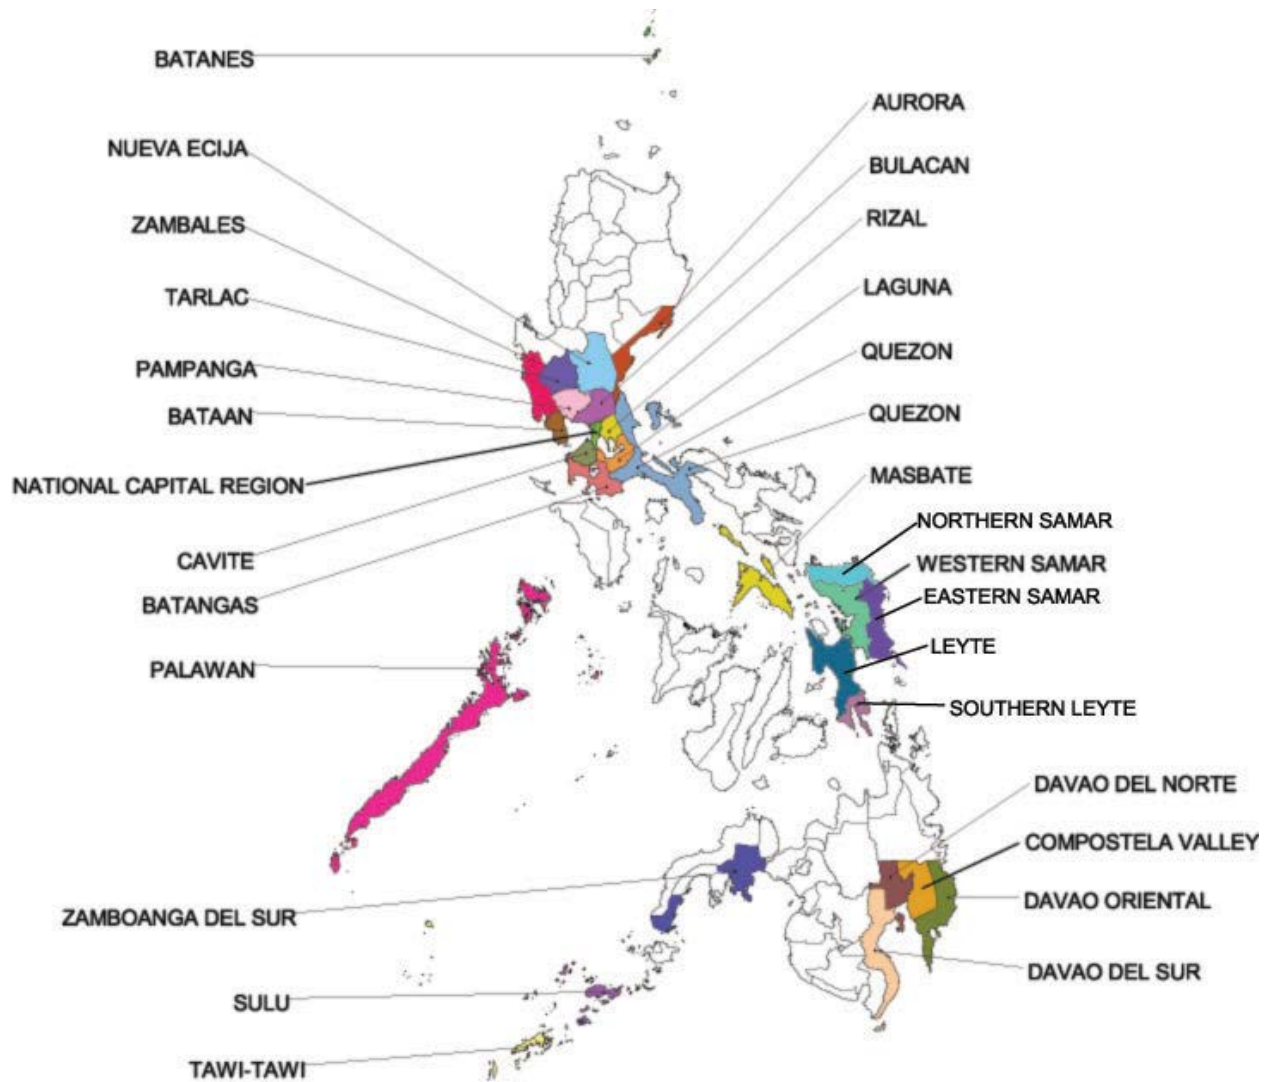 BATANES
NUEVA ECIJA
ZAMBALES
TARLAC
PAMPANGA
BATAAN
NATIONAL CAPITAL REGION
CAVITE
BATANGAS
PALAWAN
ZAMBOANGA DEL SUR
SULU
TAWI-TAWI
AURORA
BULACAN
RIZAL
LAGUNA
QUEZON
QUEZON
MASBATE
NORTHERN SAMAR
WESTERN SAMAR
EASTERN SAMAR
LEYTE
SOUTHERN LEYTE
DAVAO DEL NORTE
COMPOSTELA VALLEY
DAVAO ORIENTAL
DAVAO DEL SUR